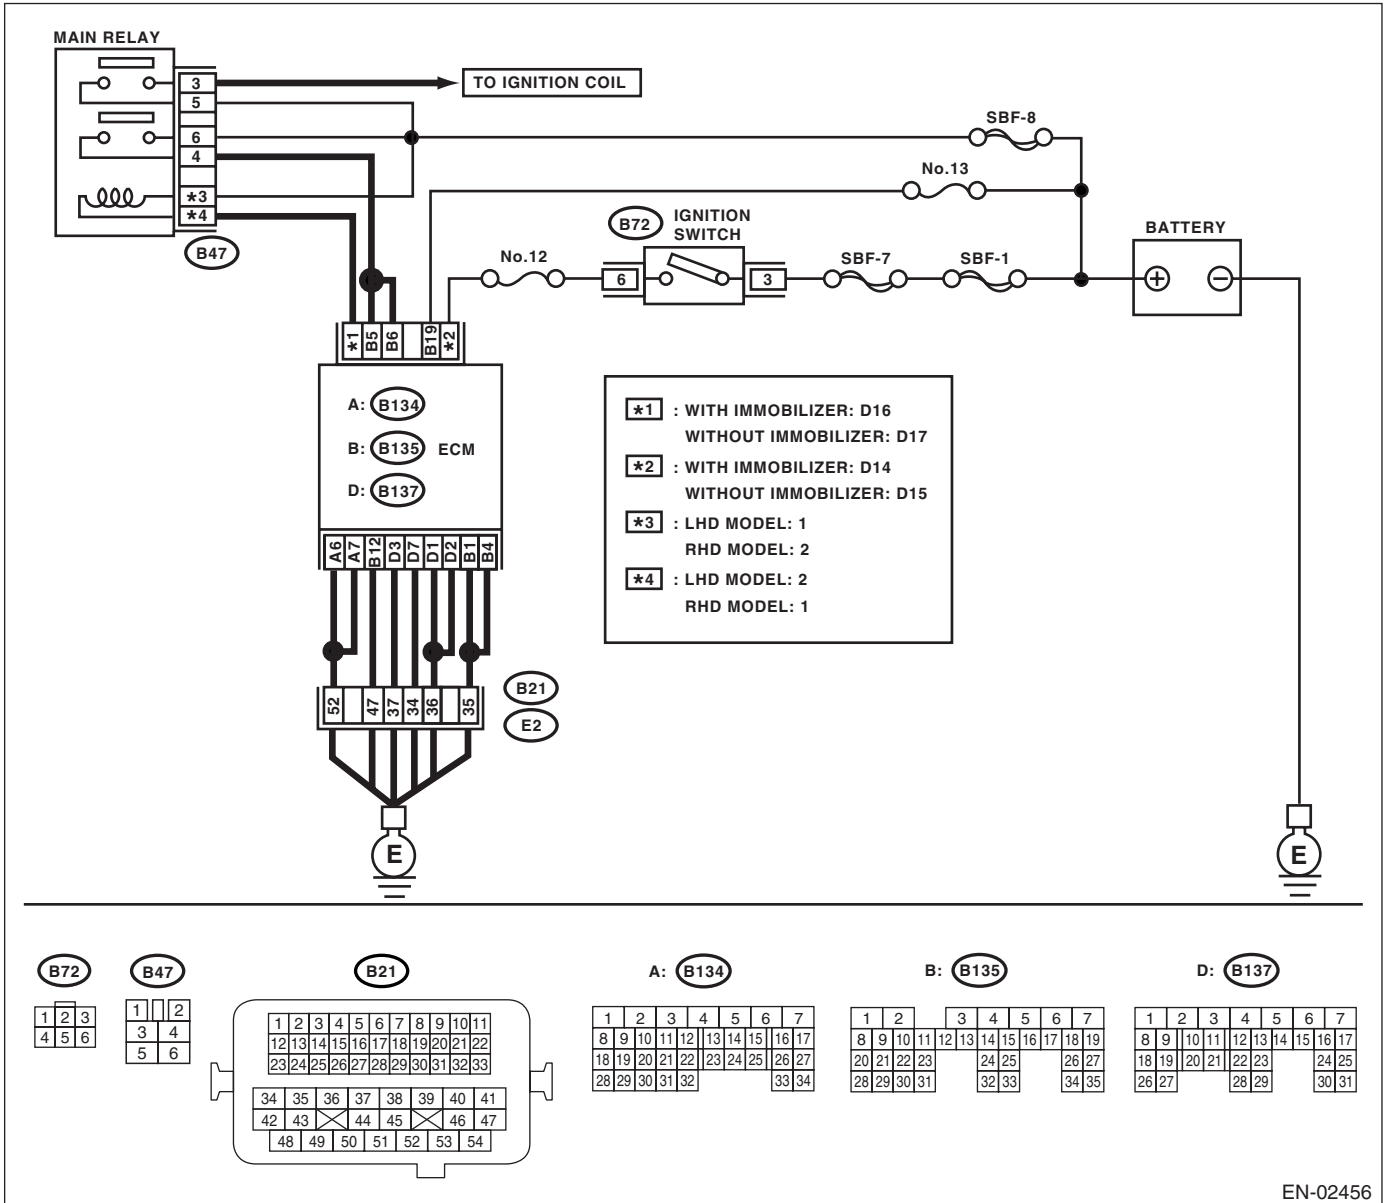 MAIN RELAY
3
TO IGNITION COIL
5
6
4
*3
*4
B47
SBF-8
No.13
B72
IGNITION
SWITCH
BATTERY
No.12
6
3
SBF-7
SBF-1
+
−
*1
B5
B6
B19
*2
A: B134
B: B135 ECM
D: B137
*1 : WITH IMMOBILIZER: D16
WITHOUT IMMOBILIZER: D17
*2 : WITH IMMOBILIZER: D14
WITHOUT IMMOBILIZER: D15
*3 : LHD MODEL: 1
RHD MODEL: 2
*4 : LHD MODEL: 2
RHD MODEL: 1
A6
A7
B12
D3
D7
D1
D2
B1
B4
52
47
37
34
36
35
B21
E2
E
E
B72
1 2 3
4 5 6
B47
1 2
3 4
5 6
B21
1 2 3 4 5 6 7 8 9 10 11
12 13 14 15 16 17 18 19 20 21 22
23 24 25 26 27 28 29 30 31 32 33
34 35 36 37 38 39 40 41
42 43 44 45 46 47
48 49 50 51 52 53 54
A: B134
1 2 3 4 5 6 7
8 9 10 11 12 13 14 15 16 17
18 19 20 21 22 23 24 25 26 27
28 29 30 31 32 33 34
B: B135
1 2 3 4 5 6 7
8 9 10 11 12 13 14 15 16 17 18 19
20 21 22 23 24 25 26 27
28 29 30 31 32 33 34 35
D: B137
1 2 3 4 5 6 7
8 9 10 11 12 13 14 15 16 17
18 19 20 21 22 23 24 25
26 27 28 29 30 31
EN-02456